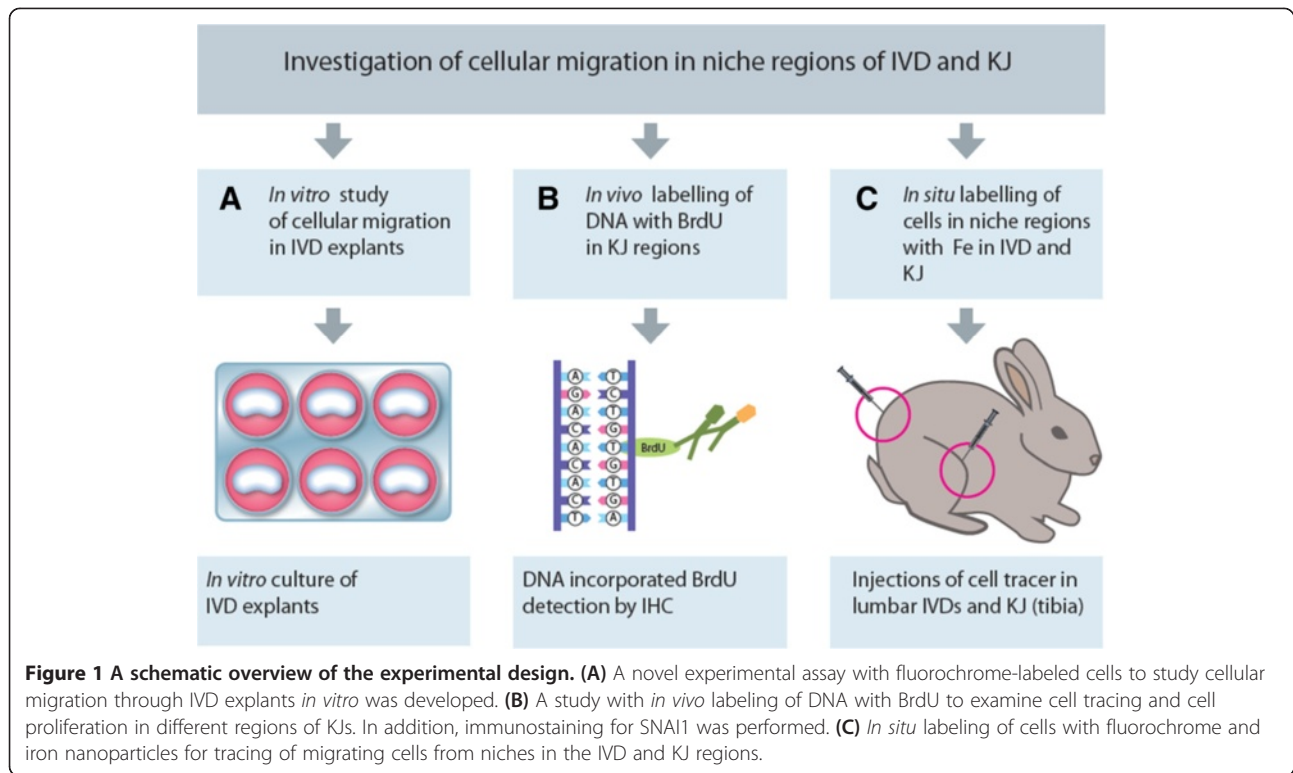 Investigation of cellular migration in niche regions of IVD and KJ
A
In vitro study
of cellular migration
in IVD explants
B
In vivo labelling of
DNA with BrdU
in KJ regions
C
In situ labelling of
cells in niche regions
with Fe in IVD and
KJ
A T
G C
A T
C G
A T
C G
A T
C G
T A
BrdU
In vitro culture of
IVD explants
DNA incorporated BrdU
detection by IHC
Injections of cell tracer in
lumbar IVDs and KJ (tibia)
Figure 1 A schematic overview of the experimental design. (A) A novel experimental assay with fluorochrome-labeled cells to study cellular
migration through IVD explants in vitro was developed. (B) A study with in vivo labeling of DNA with BrdU to examine cell tracing and cell
proliferation in different regions of KJs. In addition, immunostaining for SNAI1 was performed. (C) In situ labeling of cells with fluorochrome and
iron nanoparticles for tracing of migrating cells from niches in the IVD and KJ regions.